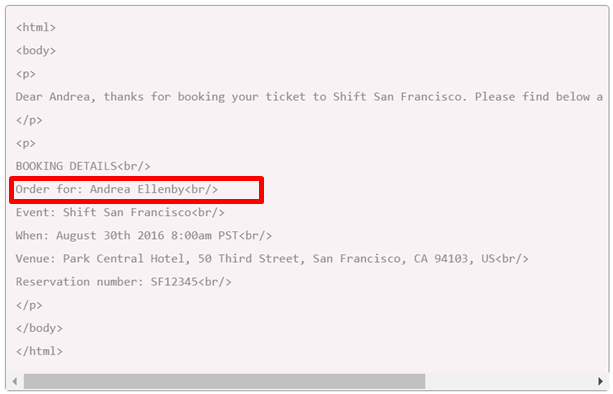 <html>
<body>
<p>
Dear Andrea, thanks for booking your ticket to Shift San Francisco. Please find below a
</p>
<p>
BOOKING DETAILS<br/>
Order for: Andrea Ellenby<br/>
Event: Shift San Francisco<br/>
When: August 30th 2016 8:00am PST<br/>
Venue: Park Central Hotel, 50 Third Street, San Francisco, CA 94103, US<br/>
Reservation number: SF12345<br/>
</p>
</body>
</html>